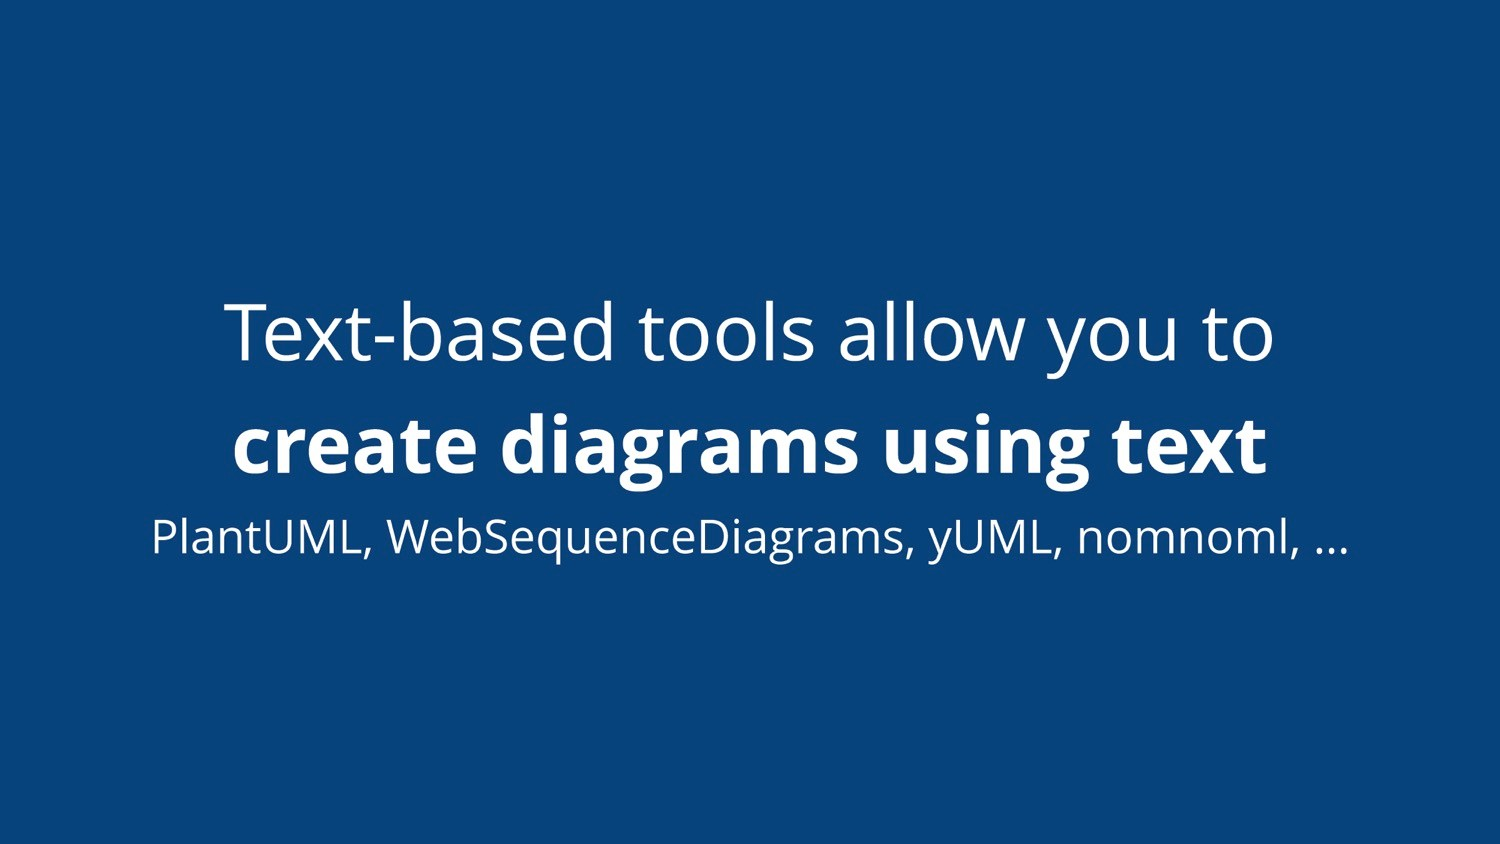 Text-based tools allow you to
create diagrams using text
PlantUML, WebSequenceDiagrams, yUML, nomnoml, ...